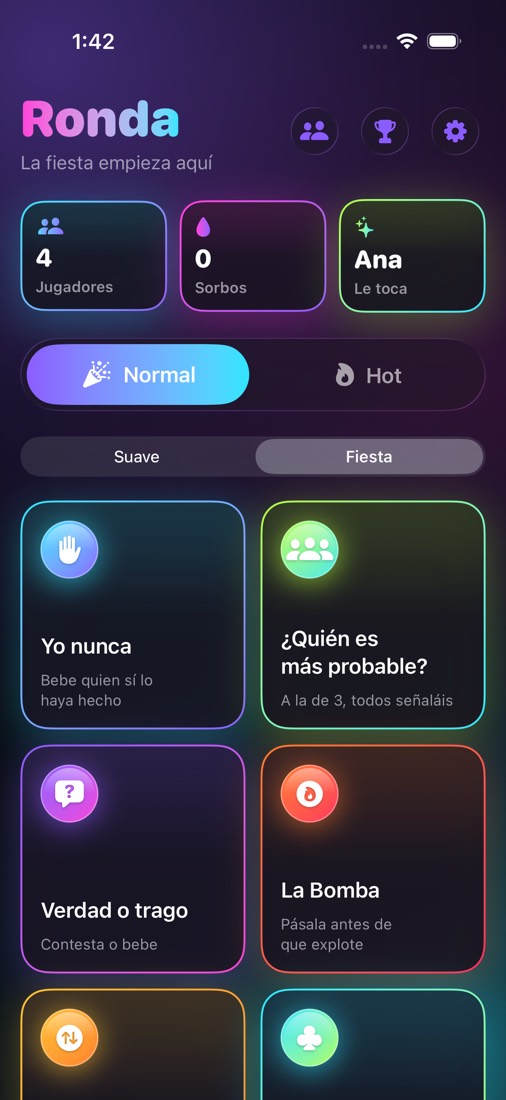 1:42
Ronda
La fiesta empieza aquí
4
Jugadores
0
Sorbos
Ana
Le toca
Normal
Hot
Suave
Fiesta
Yo nunca
Bebe quien sí lo
haya hecho
¿Quién es
más probable?
A la de 3, todos señaláis
?
Verdad o trago
Contesta o bebe
La Bomba
Pásala antes de
que explote